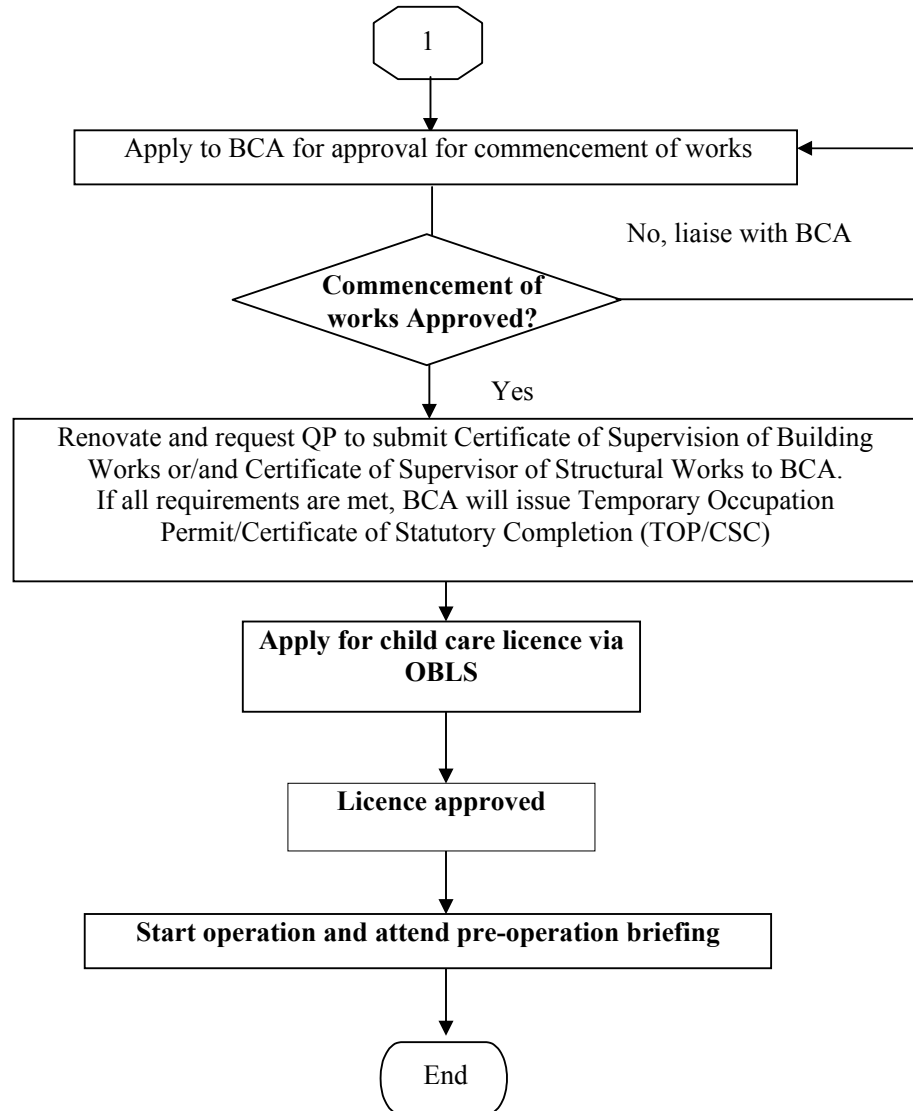 1
Apply to BCA for approval for commencement of works
No, liaise with BCA
Commencement of
works Approved?
Yes
Renovate and request QP to submit Certificate of Supervision of Building
Works or/and Certificate of Supervisor of Structural Works to BCA.
If all requirements are met, BCA will issue Temporary Occupation
Permit/Certificate of Statutory Completion (TOP/CSC)
Apply for child care licence via
OBLS
Licence approved
Start operation and attend pre-operation briefing
End